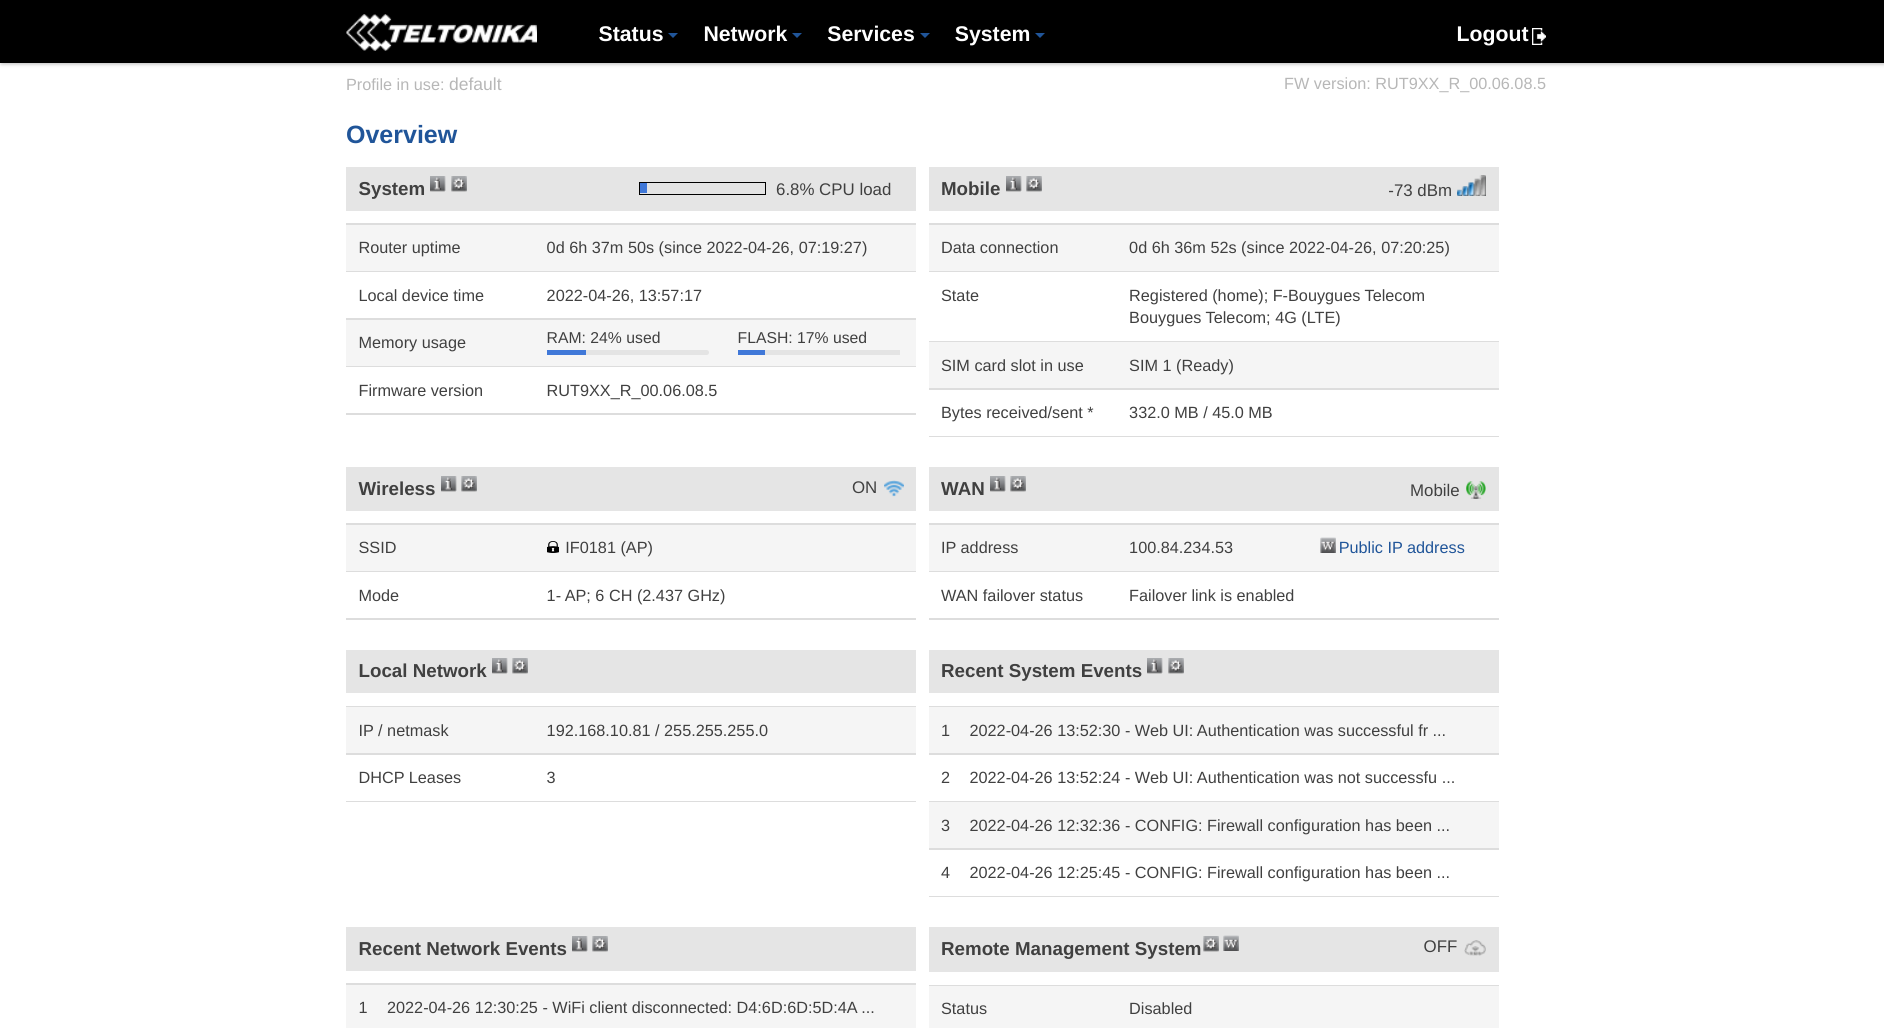 TELTONIKA Status Network Services System Logout
Profile in use: default FW version: RUT9XX_R_00.06.08.5
Overview
System 6.8% CPU load
Router uptime 0d 6h 37m 50s (since 2022-04-26, 07:19:27)
Local device time 2022-04-26, 13:57:17
Memory usage RAM: 24% used FLASH: 17% used
Firmware version RUT9XX_R_00.06.08.5
Mobile -73 dBm
Data connection 0d 6h 36m 52s (since 2022-04-26, 07:20:25)
State Registered (home); F-Bouygues Telecom
Bouygues Telecom; 4G (LTE)
SIM card slot in use SIM 1 (Ready)
Bytes received/sent * 332.0 MB / 45.0 MB
Wireless ON
SSID IF0181 (AP)
Mode 1- AP; 6 CH (2.437 GHz)
WAN Mobile
IP address 100.84.234.53 W Public IP address
WAN failover status Failover link is enabled
Local Network
IP / netmask 192.168.10.81 / 255.255.255.0
DHCP Leases 3
Recent System Events
1 2022-04-26 13:52:30 - Web UI: Authentication was successful fr ...
2 2022-04-26 13:52:24 - Web UI: Authentication was not successfu ...
3 2022-04-26 12:32:36 - CONFIG: Firewall configuration has been ...
4 2022-04-26 12:25:45 - CONFIG: Firewall configuration has been ...
Recent Network Events
1 2022-04-26 12:30:25 - WiFi client disconnected: D4:6D:6D:5D:4A ...
Remote Management System W OFF
Status Disabled